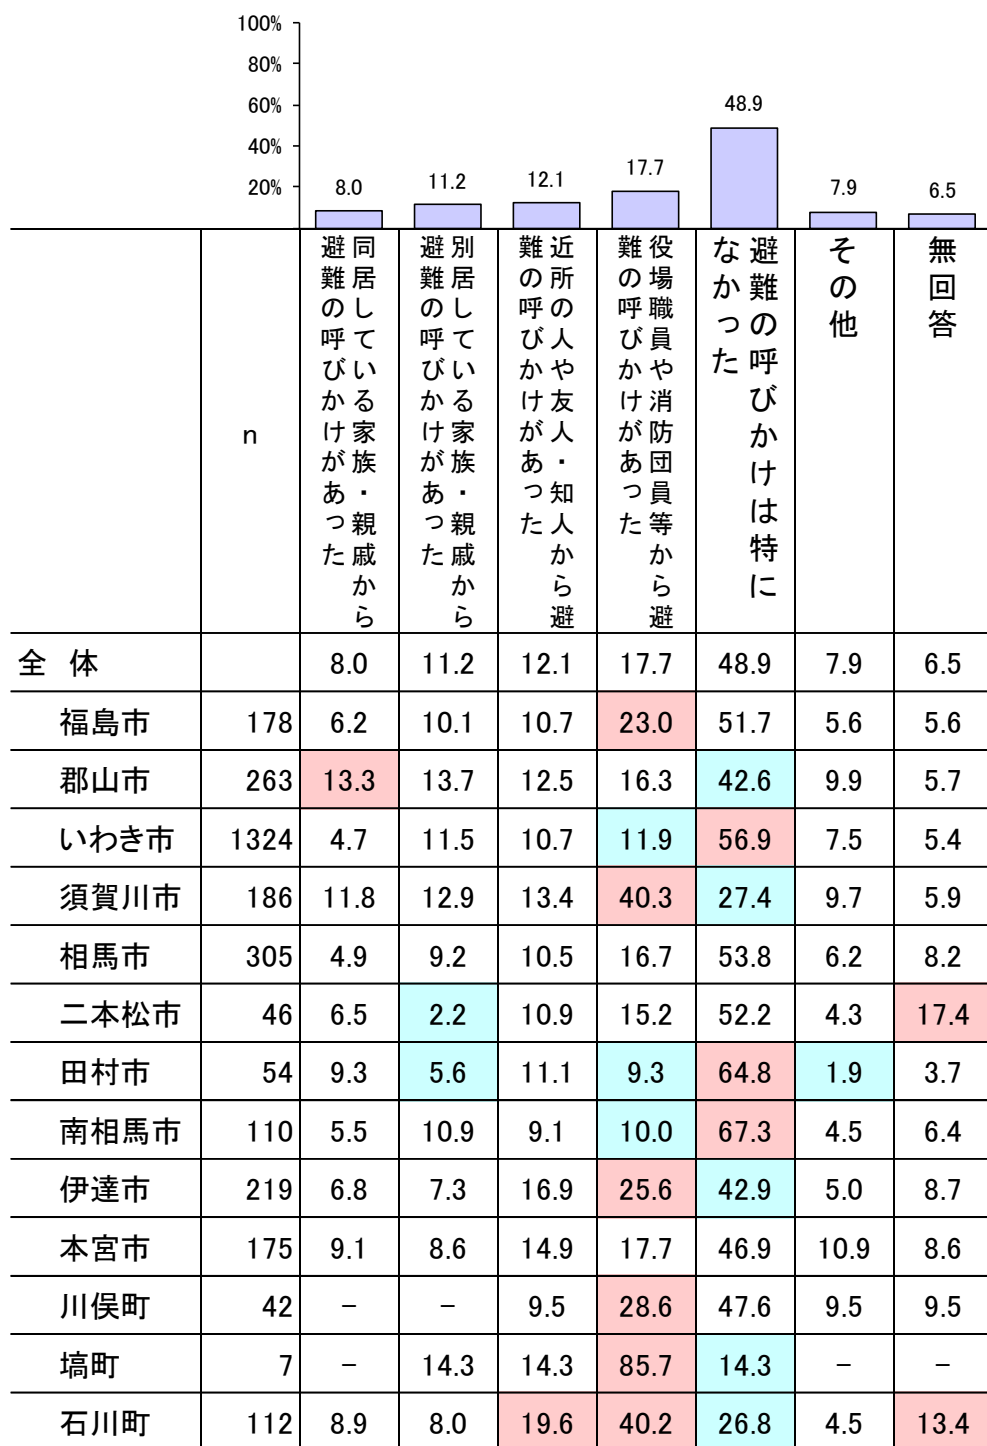 100%
80%
60%
40%
20%
8.0
11.2
12.1
17.7
48.9
7.9
6.5
n
同居している家族・親戚から
避難の呼びかけがあった
別居している家族・親戚から
避難の呼びかけがあった
近所の人や友人・知人から避
難の呼びかけがあった
役場職員や消防団員等から避
難の呼びかけがあった
避難の呼びかけは特に
なかった
その他
無回答
全 体 8.0 11.2 12.1 17.7 48.9 7.9 6.5
福島市 178 6.2 10.1 10.7 23.0 51.7 5.6 5.6
郡山市 263 13.3 13.7 12.5 16.3 42.6 9.9 5.7
いわき市 1324 4.7 11.5 10.7 11.9 56.9 7.5 5.4
須賀川市 186 11.8 12.9 13.4 40.3 27.4 9.7 5.9
相馬市 305 4.9 9.2 10.5 16.7 53.8 6.2 8.2
二本松市 46 6.5 2.2 10.9 15.2 52.2 4.3 17.4
田村市 54 9.3 5.6 11.1 9.3 64.8 1.9 3.7
南相馬市 110 5.5 10.9 9.1 10.0 67.3 4.5 6.4
伊達市 219 6.8 7.3 16.9 25.6 42.9 5.0 8.7
本宮市 175 9.1 8.6 14.9 17.7 46.9 10.9 8.6
川俣町 42 − − 9.5 28.6 47.6 9.5 9.5
塙町 7 − 14.3 14.3 85.7 14.3 − −
石川町 112 8.9 8.0 19.6 40.2 26.8 4.5 13.4